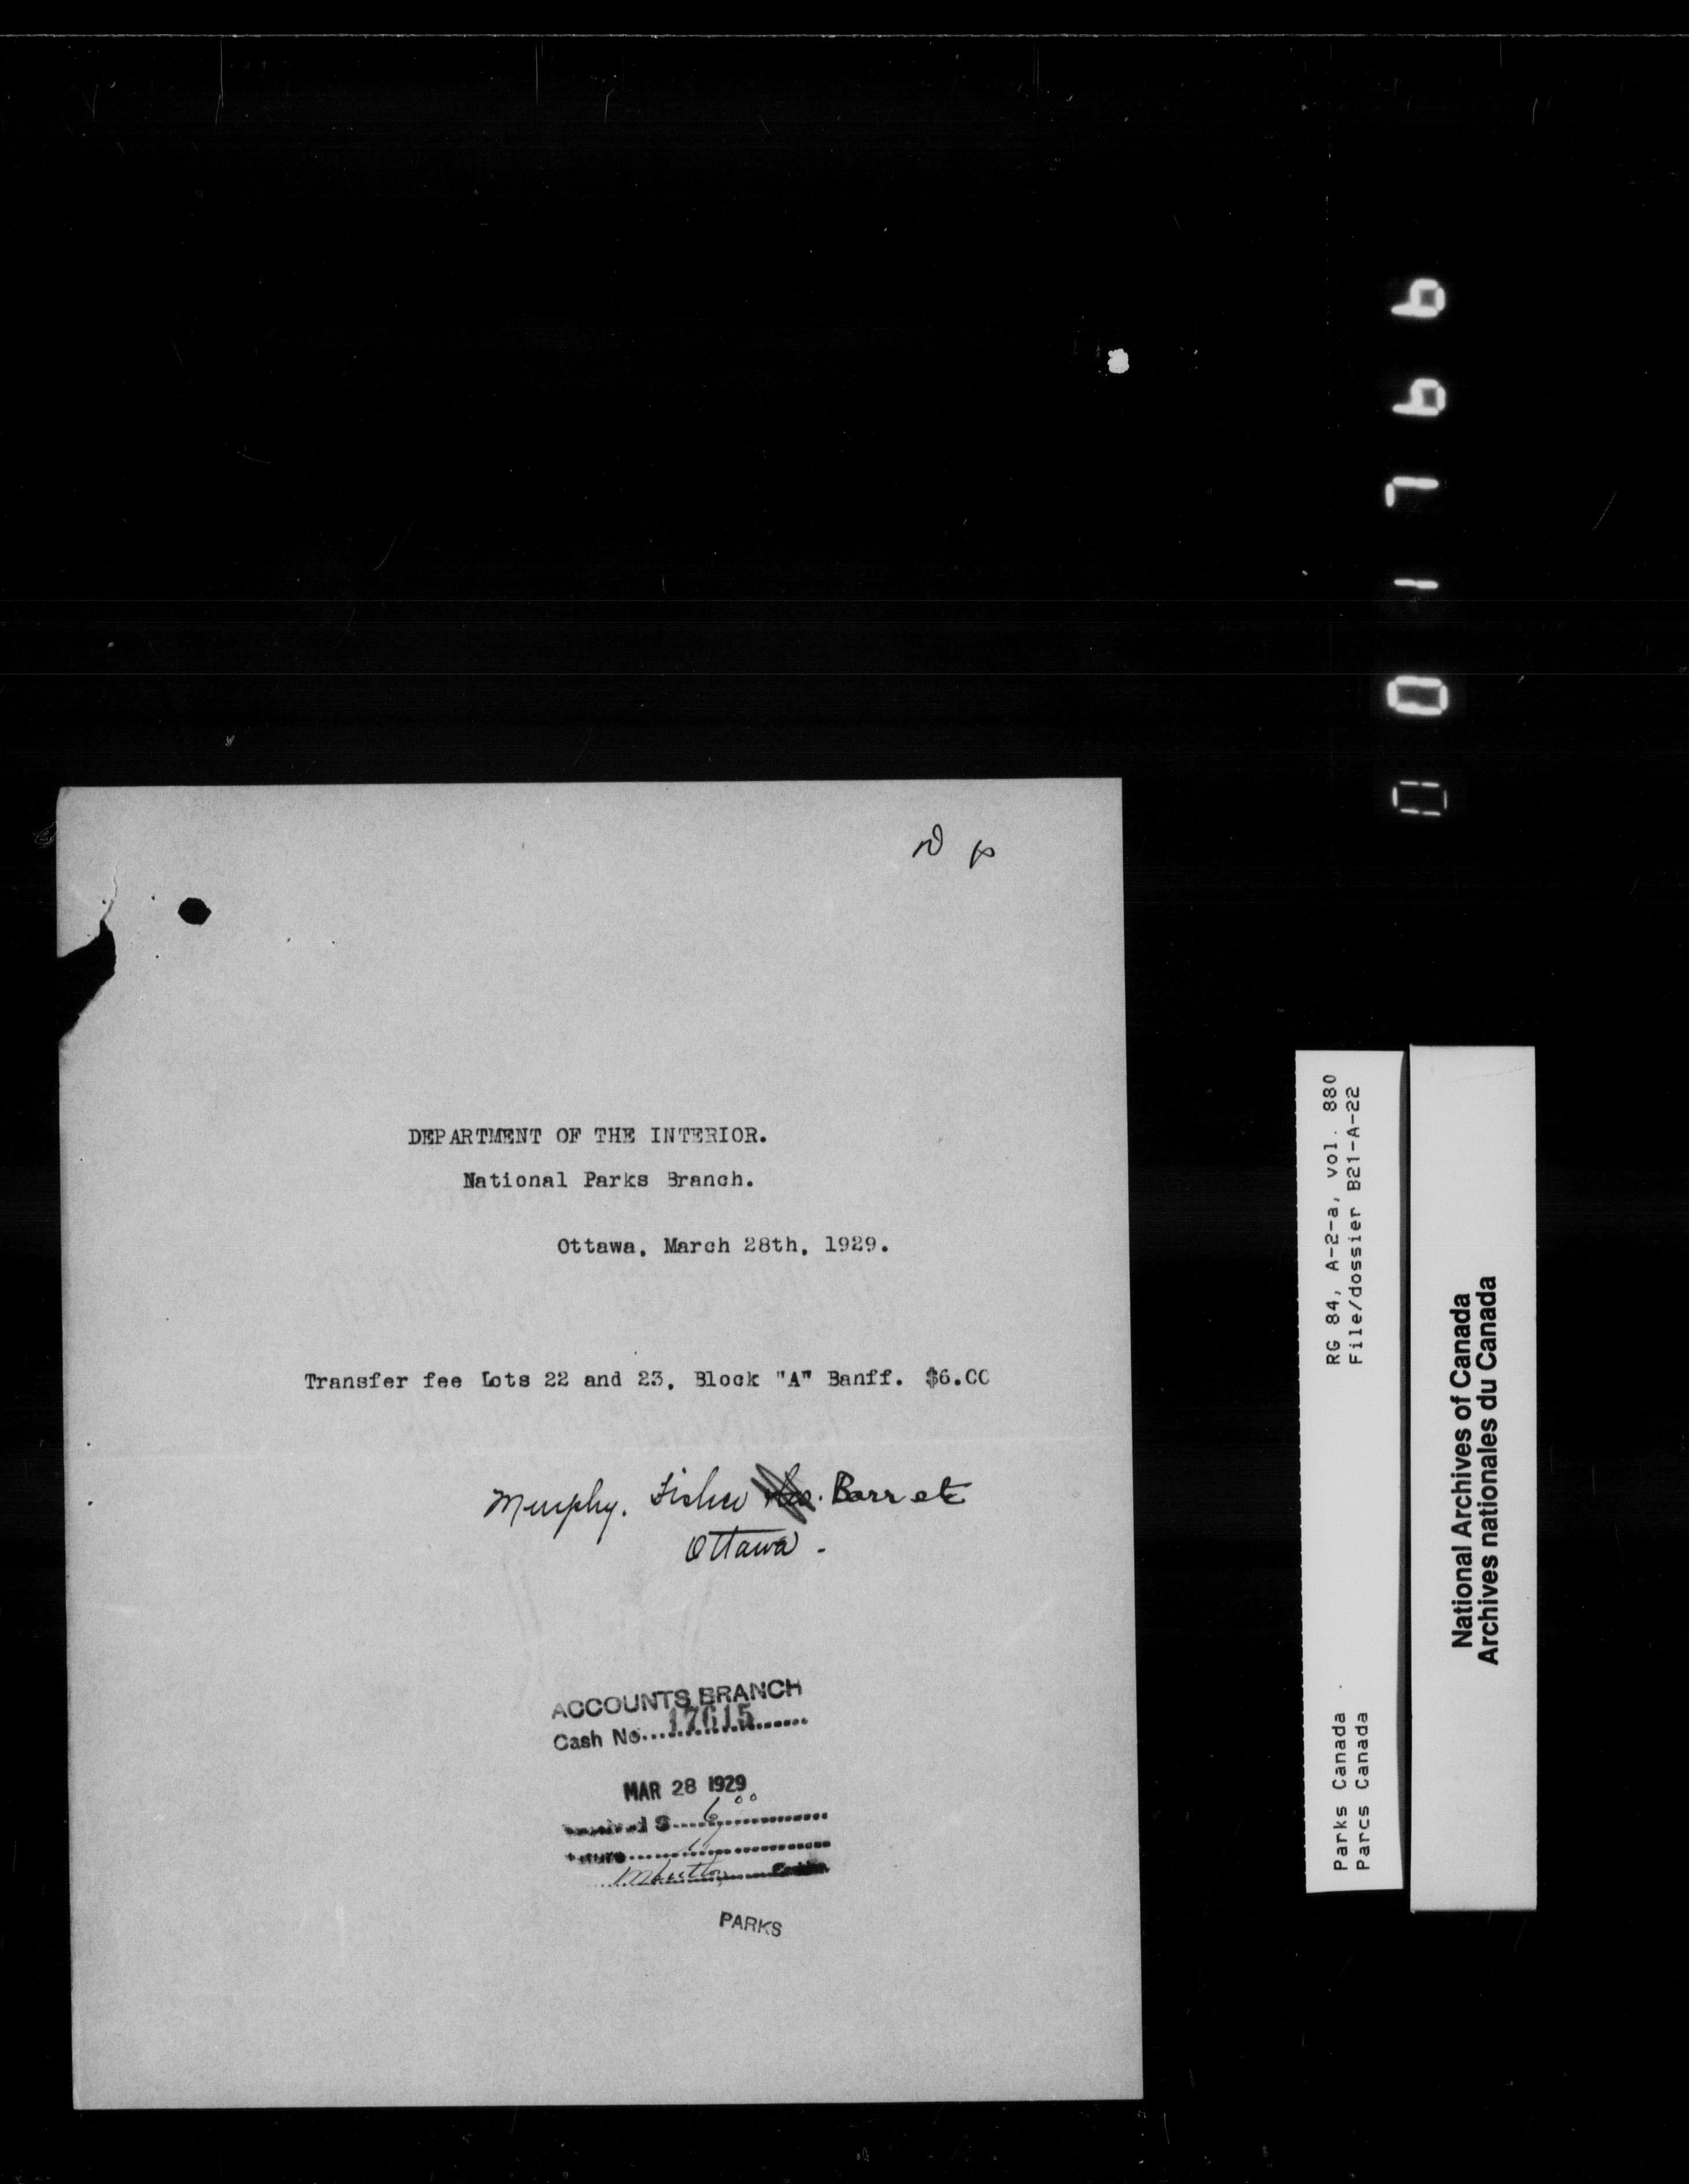 DEPARTMENT OF THE INTERIOR.
National Parks Branch.
Ottawa, March 28th, 1929.
Transfer fee Lots 22 and 23, Block "A" Banff. $6.00
Murphy. Fisher
Ottawa.
ACCOUNTS BRANCH
Cash No. 17615
MAR 28 1929
6 00
PARKS
001766
RG 84, A-2-a, vol. 880
File/dossier B21-A-22
Parks Canada
Parcs Canada
National Archives of Canada
Archives nationales du Canada